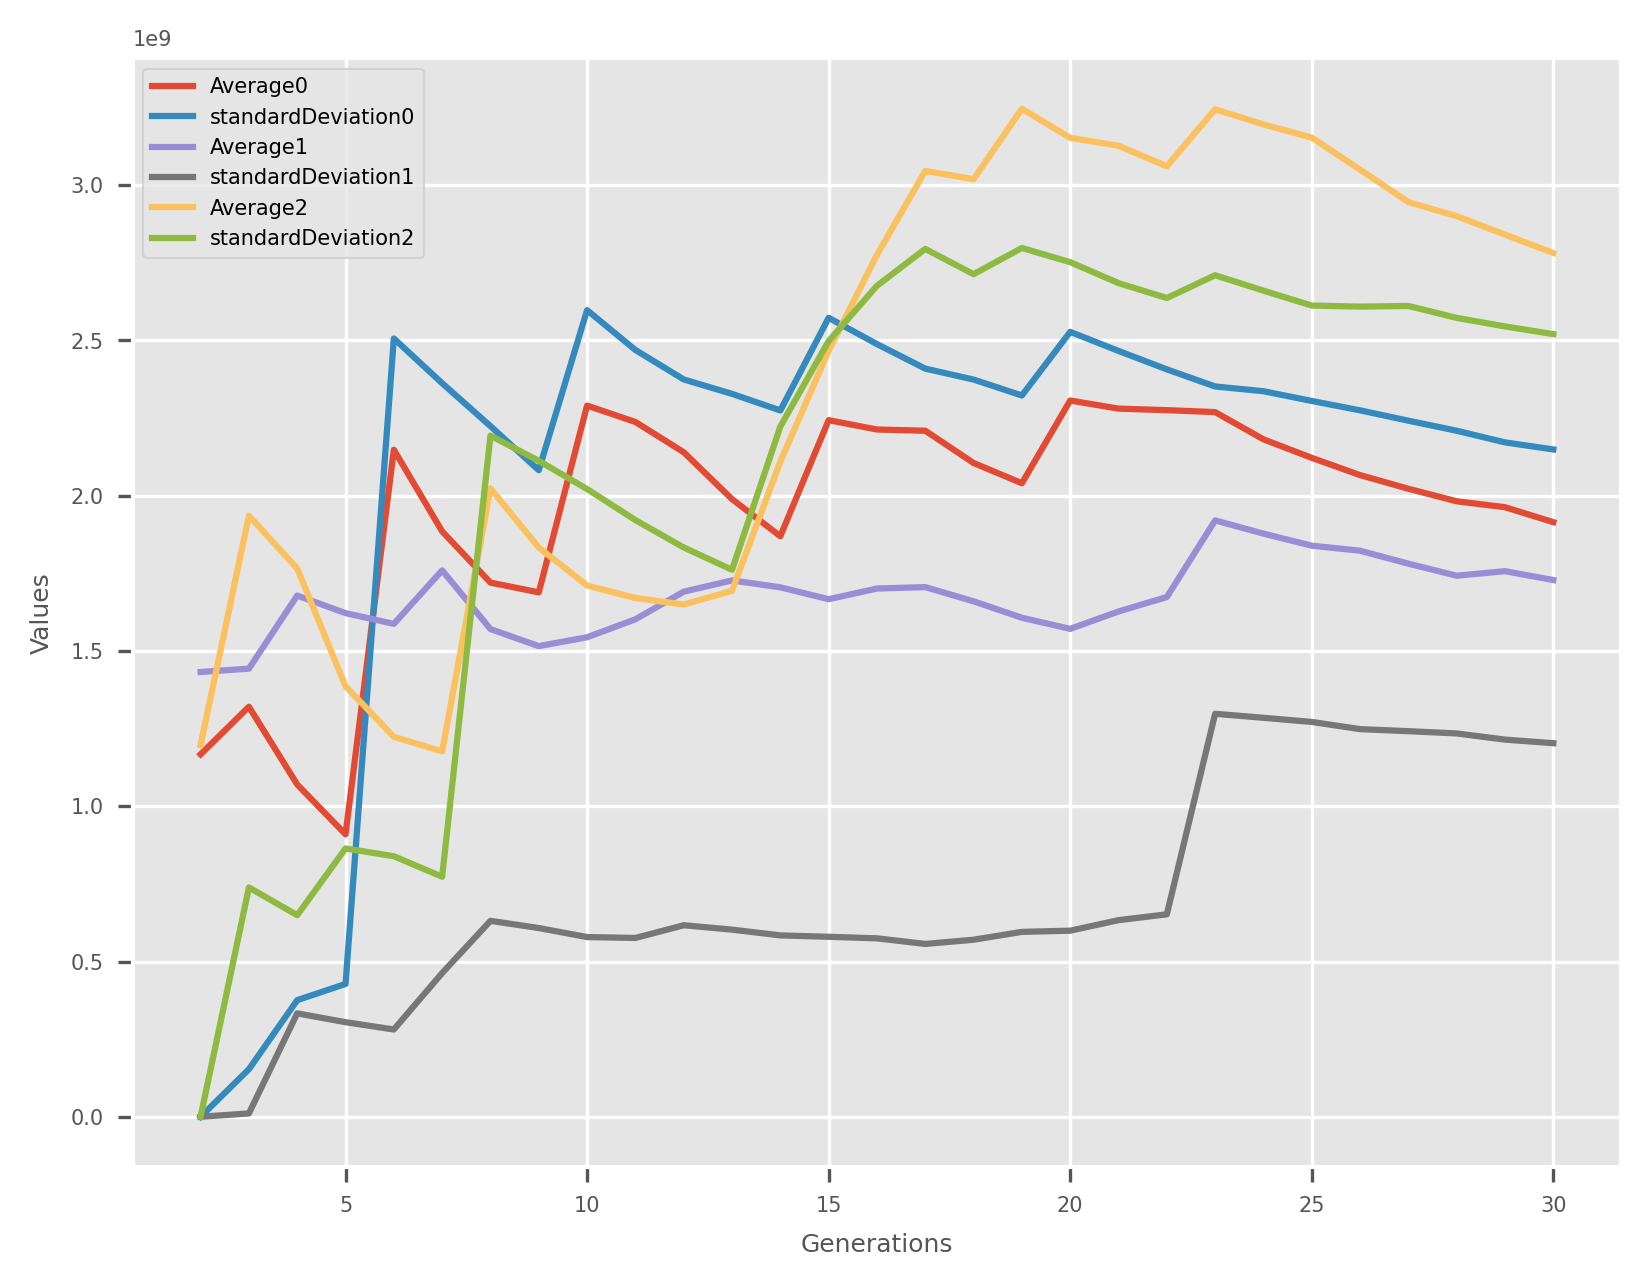 1e9
Average0
standardDeviation0
Average1
standardDeviation1
Average2
standardDeviation2
3.0
2.5
2.0
1.5
1.0
0.5
0.0
Values
5
10
15
20
25
30
Generations